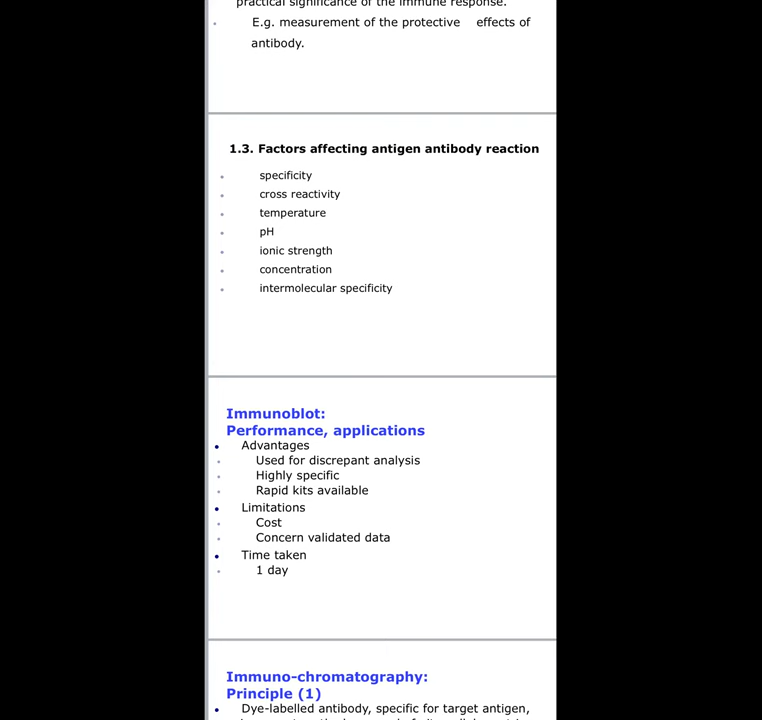 practical significance of the immune response.
E.g. measurement of the protective effects of
antibody.
1.3. Factors affecting antigen antibody reaction
specificity
cross reactivity
temperature
pH
ionic strength
concentration
intermolecular specificity
Immunoblot:
Performance, applications
Advantages
Used for discrepant analysis
Highly specific
Rapid kits available
Limitations
Cost
Concern validated data
Time taken
1 day
Immuno-chromatography:
Principle (1)
Dye-labelled antibody, specific for target antigen,